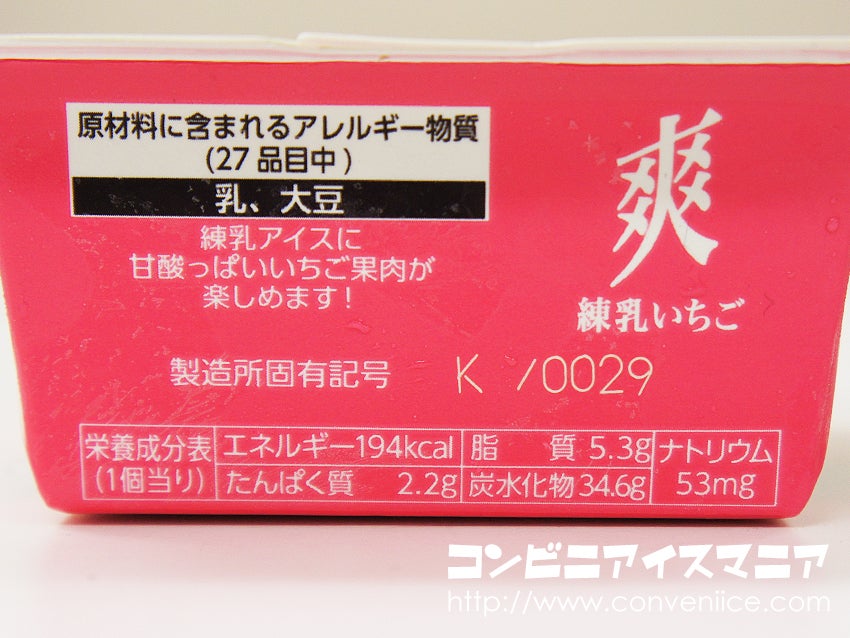 原材料に含まれるアレルギー物質
(27品目中)
乳、大豆
練乳アイスに
甘酸っぱいいちご果肉が
楽しめます!
爽
練乳いちご
製造所固有記号 K /0029
栄養成分表 エネルギー194kcal 脂 質 5.3g ナトリウム
(1個当り) たんぱく質 2.2g 炭水化物34.6g 53mg
コンビニアイスマニア
http://www.conveniice.com/